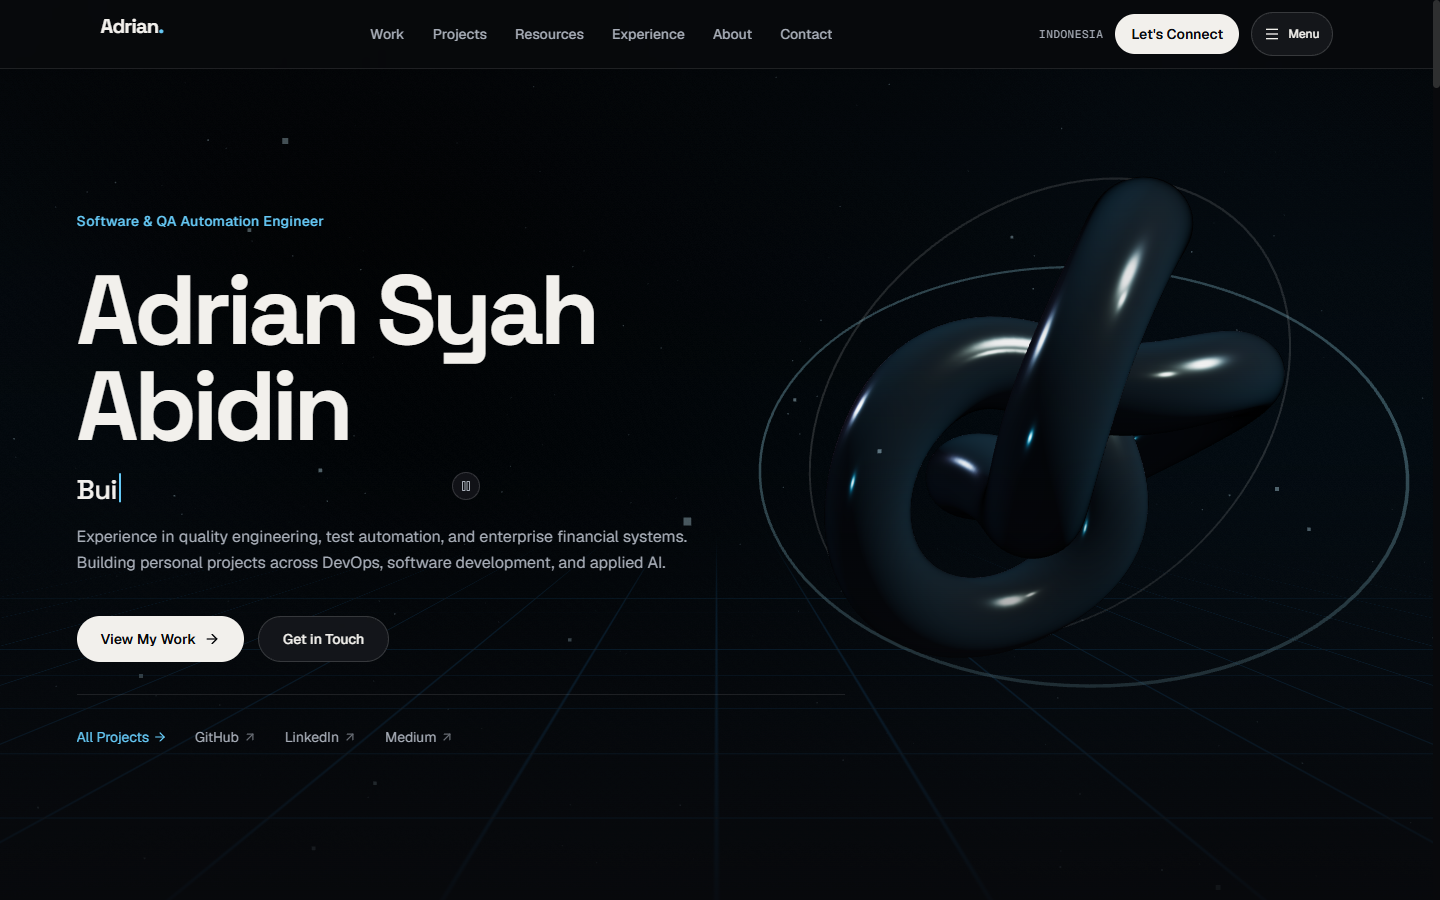 Adrian.
Work
Projects
Resources
Experience
About
Contact
INDONESIA
Let's Connect
Menu
Software & QA Automation Engineer
Adrian Syah
Abidin
Bui
Experience in quality engineering, test automation, and enterprise financial systems.
Building personal projects across DevOps, software development, and applied AI.
View My Work
Get in Touch
All Projects
GitHub
LinkedIn
Medium